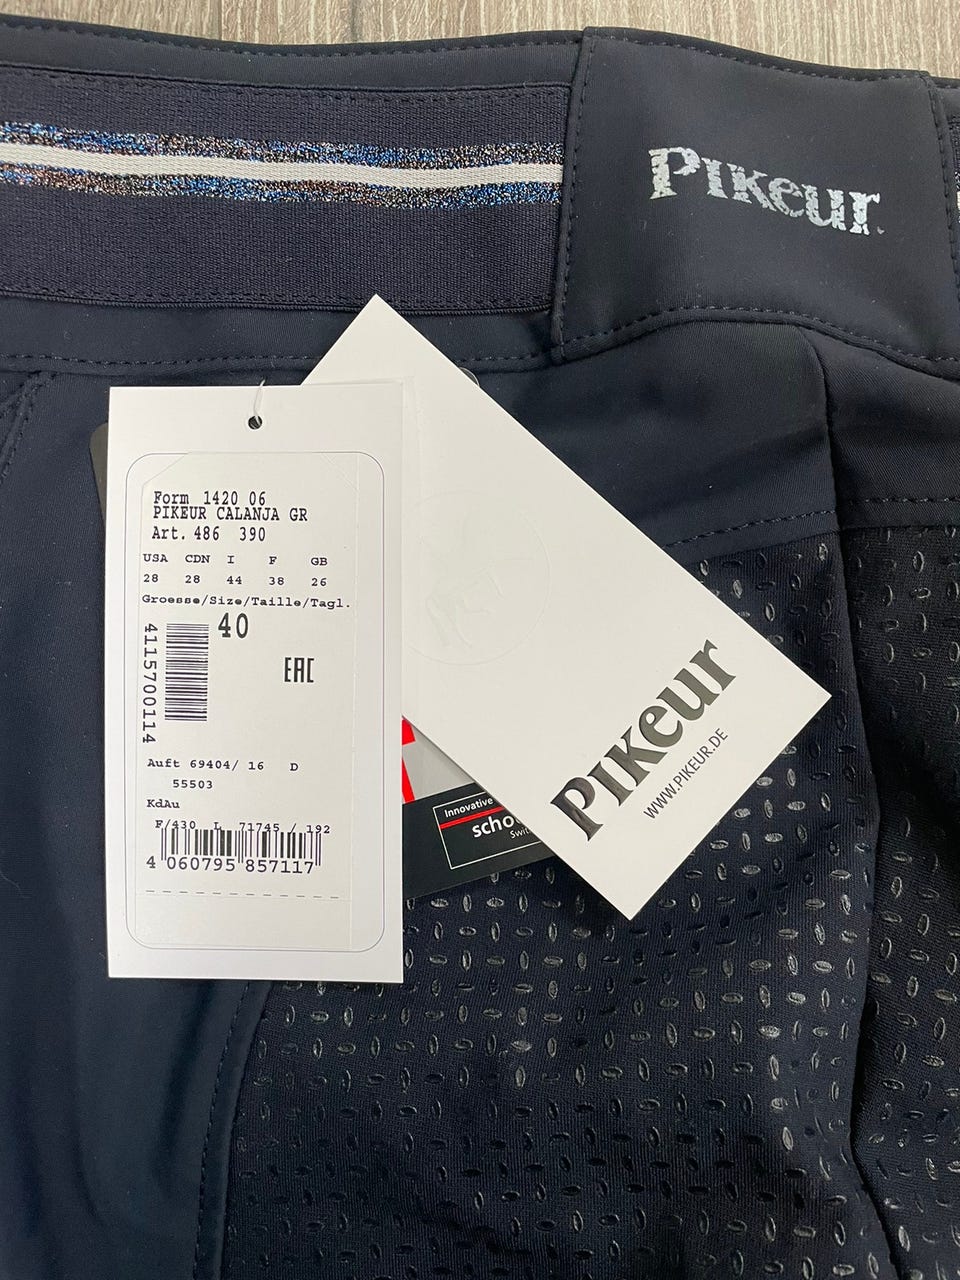 Pikeur
Form 1420 06
PIKEUR CALANJA GR
Art. 486 390
USA CDN I F GB
28 28 44 38 26
Groesse/Size/Taille/Tagl.
40
4115700114
EAC
Auft 69404/ 16 D
55503
KdAu
F/430 L 71745 / 192
4 060795 857117
Pikeur
WWW.PIKEUR.DE
Innovative
scho
Swit